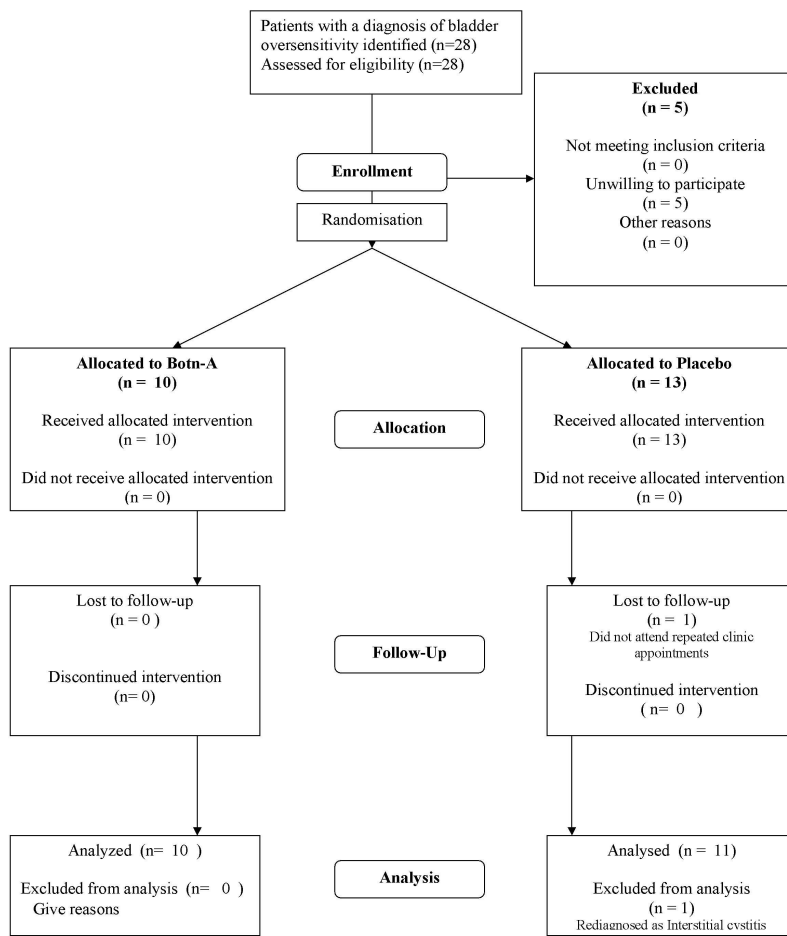 Patients with a diagnosis of bladder
oversensitivity identified (n=28)
Assessed for eligibility (n=28)
Excluded
(n = 5)
Not meeting inclusion criteria
(n = 0)
Unwilling to participate
(n = 5)
Other reasons
(n = 0)
Enrollment
Randomisation
Allocated to Botn-A
(n = 10)
Received allocated intervention
(n = 10)
Did not receive allocated intervention
(n = 0)
Allocation
Allocated to Placebo
(n = 13)
Received allocated intervention
(n = 13)
Did not receive allocated intervention
(n = 0)
Lost to follow-up
(n = 0 )
Discontinued intervention
(n= 0)
Follow-Up
Lost to follow-up
(n = 1)
Did not attend repeated clinic
appointments
Discontinued intervention
( n= 0 )
Analyzed (n= 10 )
Excluded from analysis (n= 0 )
Give reasons
Analysis
Analysed (n = 11)
Excluded from analysis
(n = 1)
Rediagnosed as Interstitial cystitis